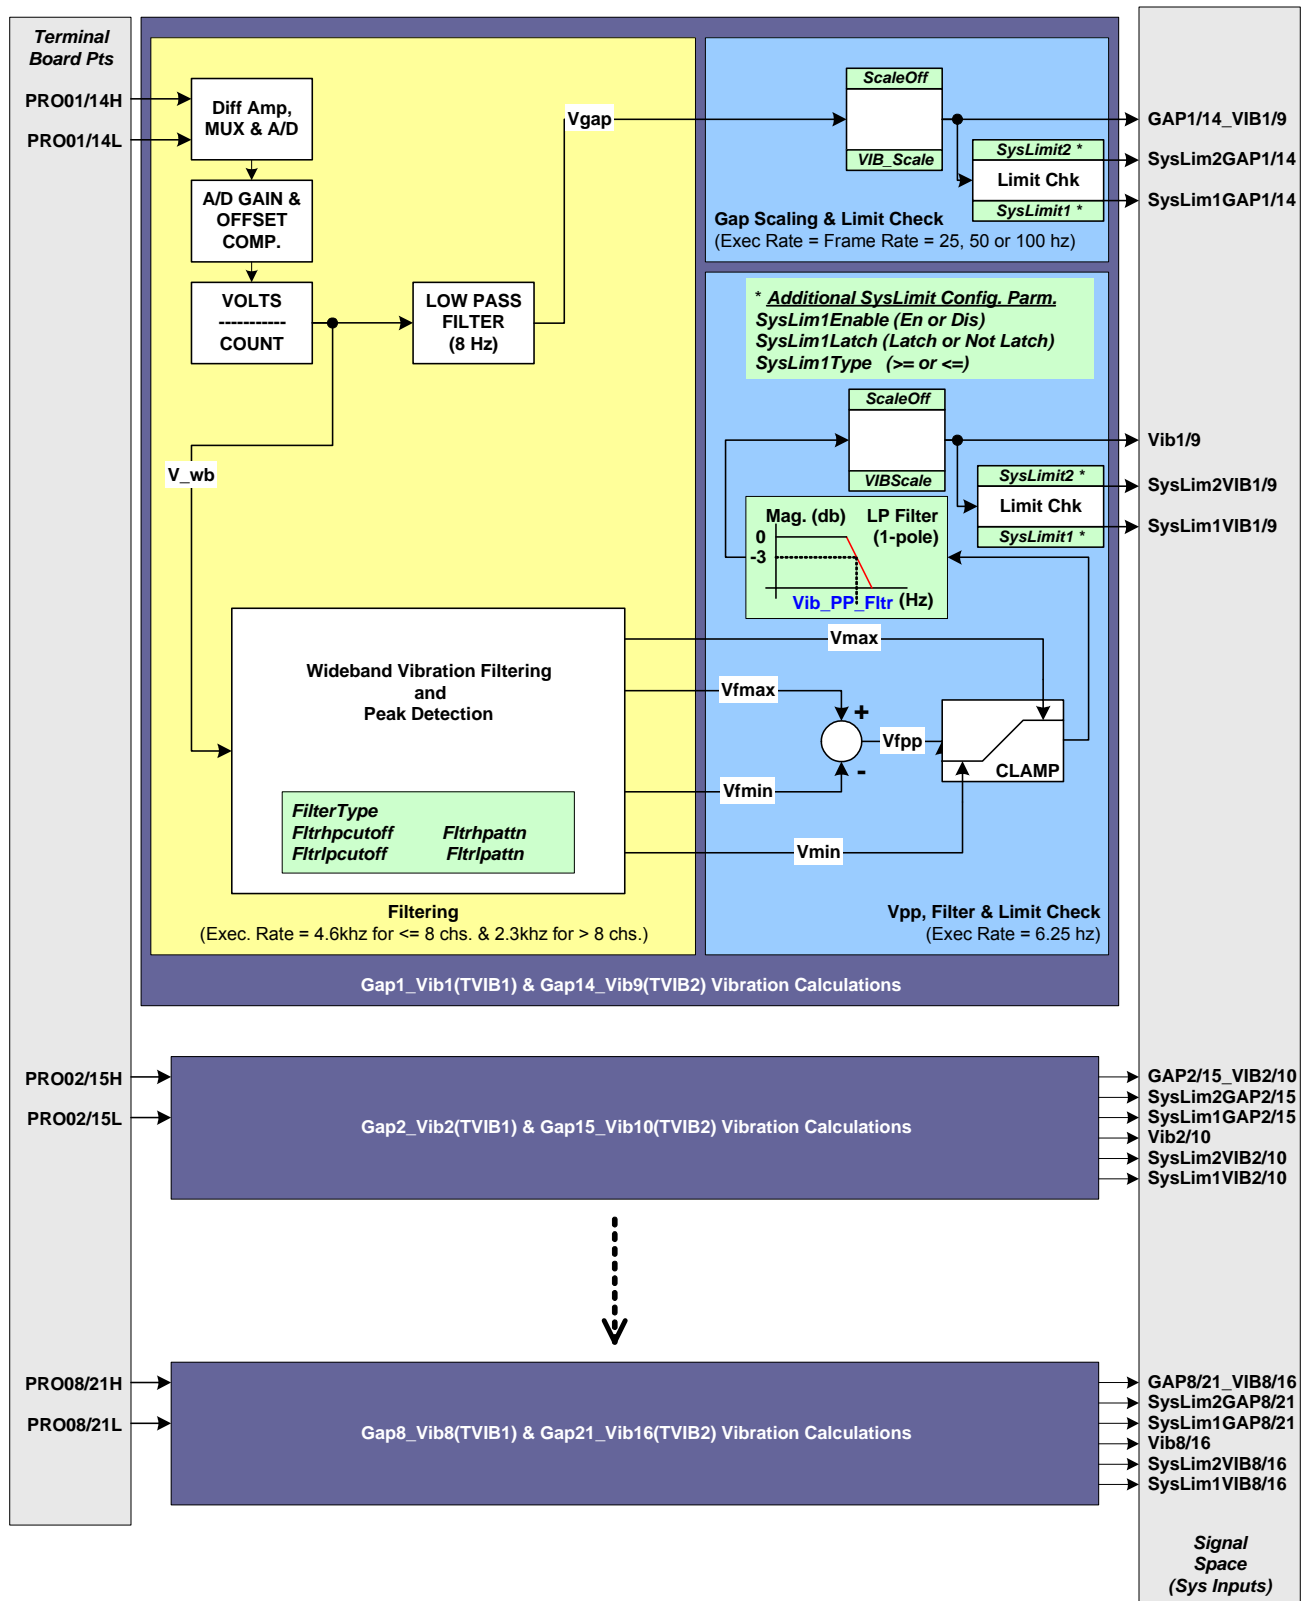 Terminal
Board Pts
PRO01/14H
PRO01/14L
Diff Amp,
MUX & A/D
A/D GAIN &
OFFSET
COMP.
VOLTS
-----------
COUNT
LOW PASS
FILTER
(8 Hz)
Vgap
V_wb
Wideband Vibration Filtering
and
Peak Detection
FilterType
Fltrhpcutoff Fltrhpattn
Fltrlpcutoff Fltrlpattn
Filtering
(Exec. Rate = 4.6khz for <= 8 chs. & 2.3khz for > 8 chs.)
ScaleOff
VIB_Scale
SysLimit2 *
Limit Chk
SysLimit1 *
Gap Scaling & Limit Check
(Exec Rate = Frame Rate = 25, 50 or 100 hz)
* Additional SysLimit Config. Parm.
SysLim1Enable (En or Dis)
SysLim1Latch (Latch or Not Latch)
SysLim1Type (>= or <=)
ScaleOff
VIBScale
SysLimit2 *
Limit Chk
SysLimit1 *
Mag. (db) LP Filter
0 (1-pole)
-3
Vib_PP_Fltr (Hz)
Vmax
Vfmax
+
Vfpp
-
CLAMP
Vfmin
Vmin
Vpp, Filter & Limit Check
(Exec Rate = 6.25 hz)
Gap1_Vib1(TVIB1) & Gap14_Vib9(TVIB2) Vibration Calculations
GAP1/14_VIB1/9
SysLim2GAP1/14
SysLim1GAP1/14
Vib1/9
SysLim2VIB1/9
SysLim1VIB1/9
PRO02/15H
PRO02/15L
Gap2_Vib2(TVIB1) & Gap15_Vib10(TVIB2) Vibration Calculations
GAP2/15_VIB2/10
SysLim2GAP2/15
SysLim1GAP2/15
Vib2/10
SysLim2VIB2/10
SysLim1VIB2/10
PRO08/21H
PRO08/21L
Gap8_Vib8(TVIB1) & Gap21_Vib16(TVIB2) Vibration Calculations
GAP8/21_VIB8/16
SysLim2GAP8/21
SysLim1GAP8/21
Vib8/16
SysLim2VIB8/16
SysLim1VIB8/16
Signal
Space
(Sys Inputs)